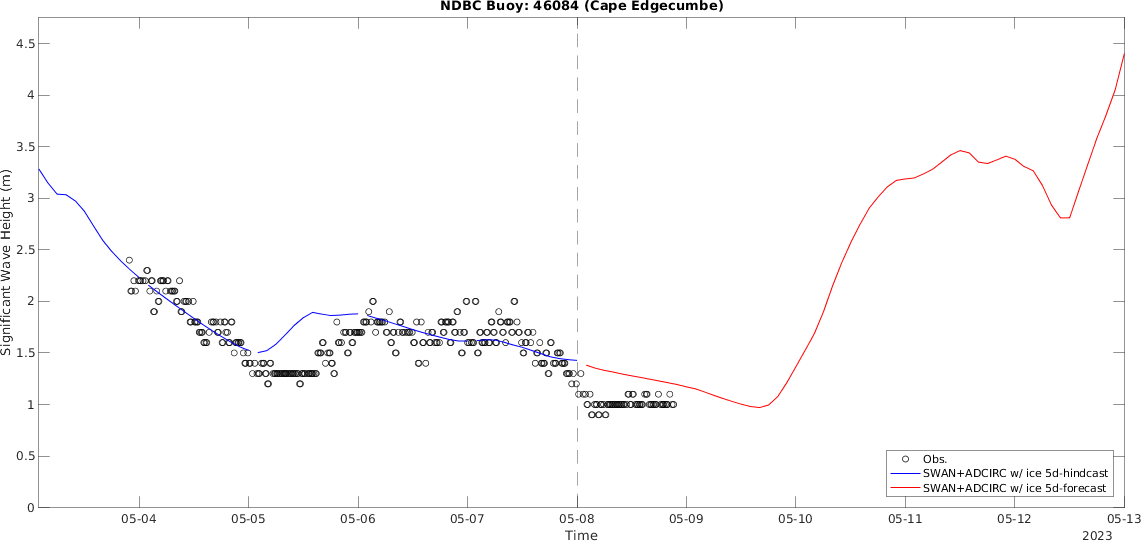 NDBC Buoy: 46084 (Cape Edgecumbe)
Significant Wave Height (m)
4.5
4
3.5
3
2.5
2
1.5
1
0.5
0
Obs.
SWAN+ADCIRC w/ ice 5d-hindcast
SWAN+ADCIRC w/ ice 5d-forecast
05-04 05-05 05-06 05-07 05-08 05-09 05-10 05-11 05-12 05-13
Time
2023